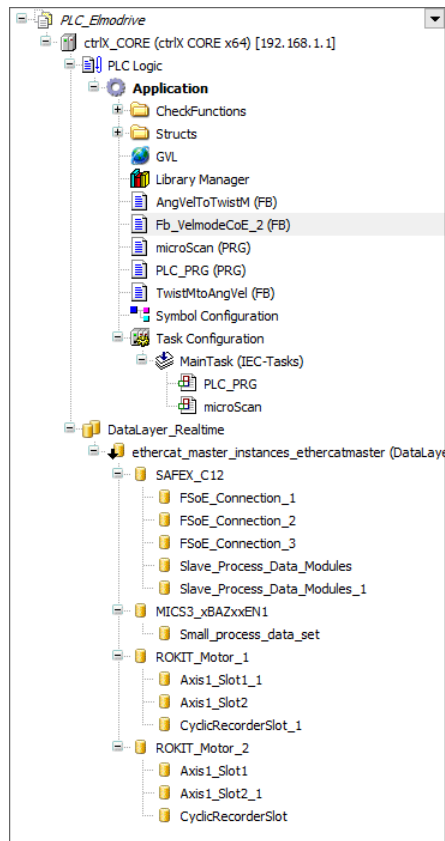 PLC_Elmodrive
ctrlX_CORE (ctrlX CORE x64) [192.168.1.1]
PLC Logic
Application
CheckFunctions
Structs
GVL
Library Manager
AngVelToTwistM (FB)
Fb_VelmodeCoE_2 (FB)
microScan (PRG)
PLC_PRG (PRG)
TwistMtoAngVel (FB)
Symbol Configuration
Task Configuration
MainTask (IEC-Tasks)
PLC_PRG
microScan
DataLayer_Realtime
ethercat_master_instances_ethercatmaster (DataLaye
SAFEX_C12
FSoE_Connection_1
FSoE_Connection_2
FSoE_Connection_3
Slave_Process_Data_Modules
Slave_Process_Data_Modules_1
MICS3_xBAZxxEN1
Small_process_data_set
ROKIT_Motor_1
Axis1_Slot1_1
Axis1_Slot2
CyclicRecorderSlot_1
ROKIT_Motor_2
Axis1_Slot1
Axis1_Slot2_1
CyclicRecorderSlot